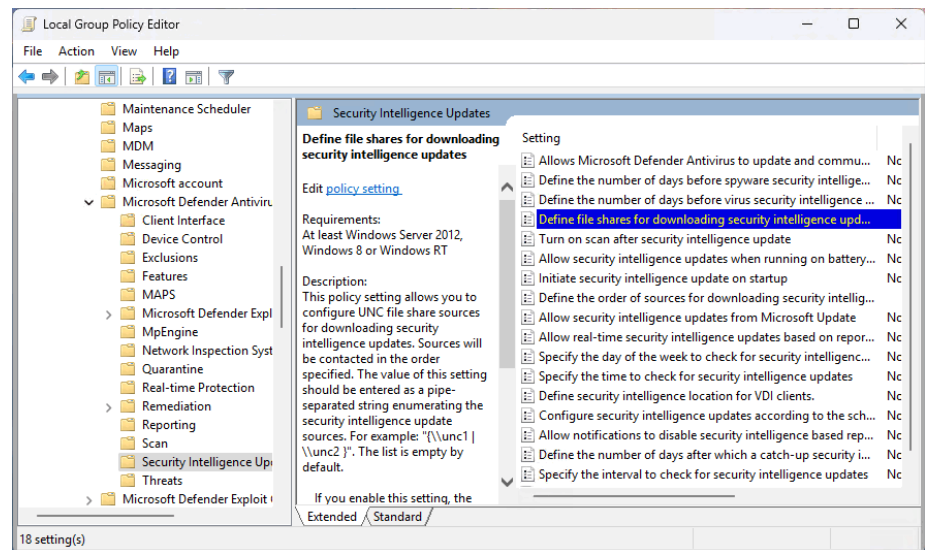 Local Group Policy Editor
File Action View Help
Maintenance Scheduler
Maps
MDM
Messaging
Microsoft account
Microsoft Defender Antiviru
Client Interface
Device Control
Exclusions
Features
MAPS
Microsoft Defender Expl
MpEngine
Network Inspection Syst
Quarantine
Real-time Protection
Remediation
Reporting
Scan
Security Intelligence Up
Threats
Microsoft Defender Exploit
Security Intelligence Updates
Define file shares for downloading
security intelligence updates
Edit policy setting
Requirements:
At least Windows Server 2012,
Windows 8 or Windows RT
Description:
This policy setting allows you to
configure UNC file share sources
for downloading security
intelligence updates. Sources will
be contacted in the order
specified. The value of this setting
should be entered as a pipe-
separated string enumerating the
security intelligence update
sources. For example: "{\\unc1 |
\\unc2 }". The list is empty by
default.
If you enable this setting, the
Setting
Allows Microsoft Defender Antivirus to update and commu... Nc
Define the number of days before spyware security intellige... Nc
Define the number of days before virus security intelligence ... Nc
Define file shares for downloading security intelligence upd...
Turn on scan after security intelligence update Nc
Allow security intelligence updates when running on battery... Nc
Initiate security intelligence update on startup Nc
Define the order of sources for downloading security intellig...
Allow security intelligence updates from Microsoft Update Nc
Allow real-time security intelligence updates based on repor... Nc
Specify the day of the week to check for security intelligenc... Nc
Specify the time to check for security intelligence updates Nc
Define security intelligence location for VDI clients. Nc
Configure security intelligence updates according to the sch... Nc
Allow notifications to disable security intelligence based rep... Nc
Define the number of days after which a catch-up security i... Nc
Specify the interval to check for security intelligence updates Nc
Extended Standard
18 setting(s)